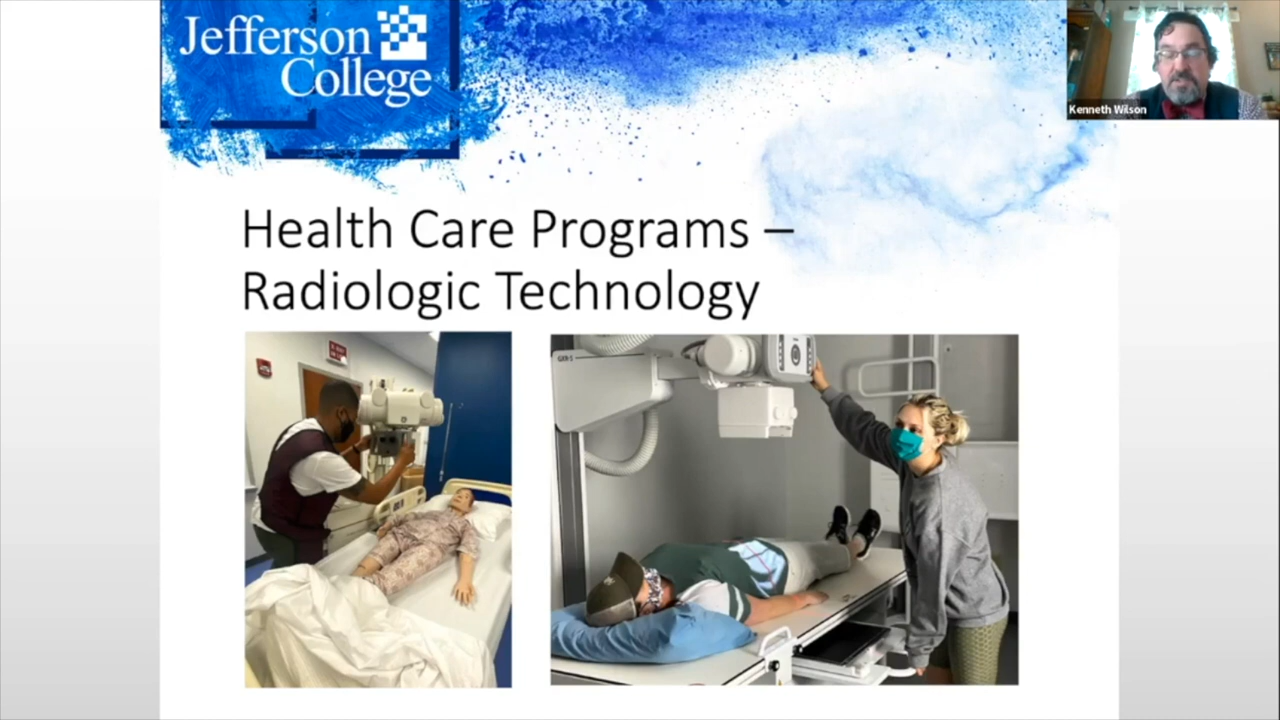 Jefferson
College
Kenneth Wilson
Health Care Programs –
Radiologic Technology